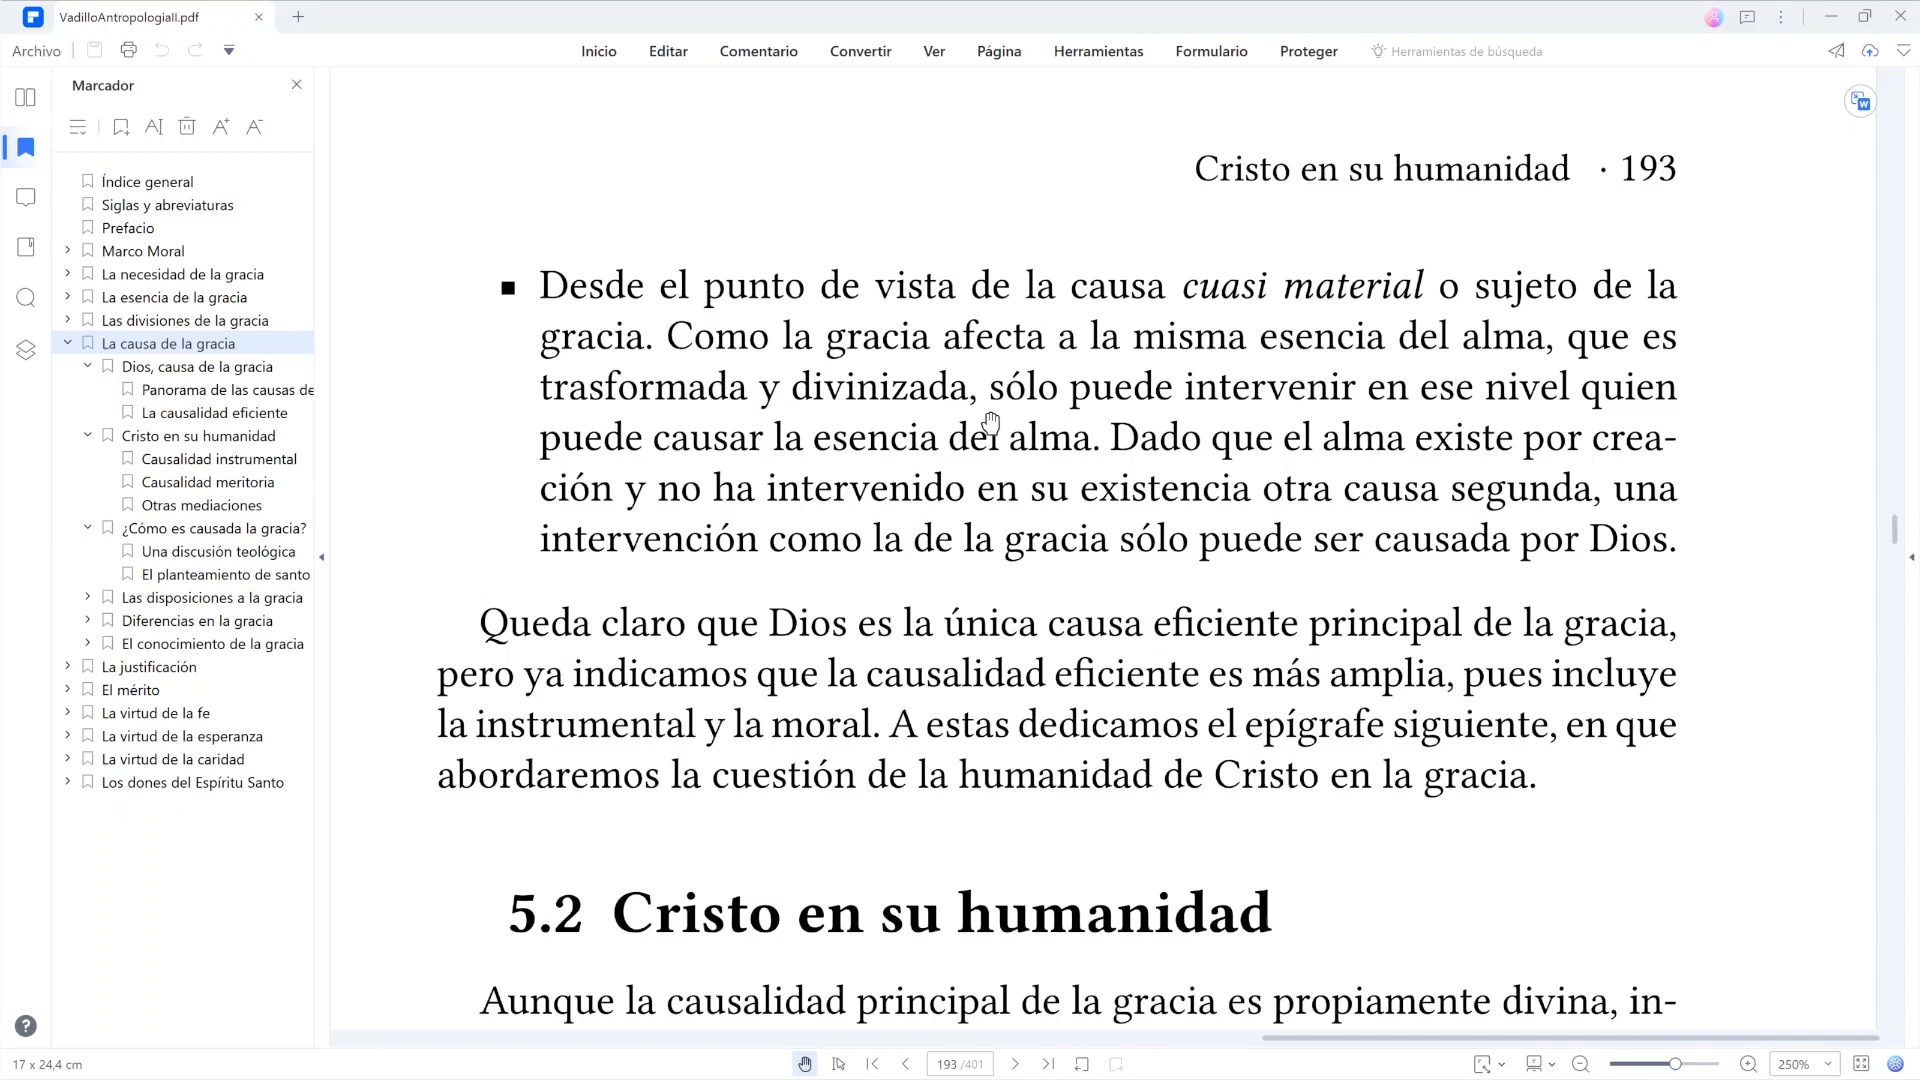 VadilloAntropologiaII.pdf
Archivo
Inicio Editar Comentario Convertir Ver Página Herramientas Formulario Proteger Herramientas de búsqueda
Marcador
Índice general
Siglas y abreviaturas
Prefacio
Marco Moral
La necesidad de la gracia
La esencia de la gracia
Las divisiones de la gracia
La causa de la gracia
Dios, causa de la gracia
Panorama de las causas de
La causalidad eficiente
Cristo en su humanidad
Causalidad instrumental
Causalidad meritoria
Otras mediaciones
¿Cómo es causada la gracia?
Una discusión teológica
El planteamiento de santo
Las disposiciones a la gracia
Diferencias en la gracia
El conocimiento de la gracia
La justificación
El mérito
La virtud de la fe
La virtud de la esperanza
La virtud de la caridad
Los dones del Espíritu Santo
Cristo en su humanidad · 193
▪ Desde el punto de vista de la causa cuasi material o sujeto de la
gracia. Como la gracia afecta a la misma esencia del alma, que es
trasformada y divinizada, sólo puede intervenir en ese nivel quien
puede causar la esencia del alma. Dado que el alma existe por crea-
ción y no ha intervenido en su existencia otra causa segunda, una
intervención como la de la gracia sólo puede ser causada por Dios.
Queda claro que Dios es la única causa eficiente principal de la gracia,
pero ya indicamos que la causalidad eficiente es más amplia, pues incluye
la instrumental y la moral. A estas dedicamos el epígrafe siguiente, en que
abordaremos la cuestión de la humanidad de Cristo en la gracia.
5.2 Cristo en su humanidad
Aunque la causalidad principal de la gracia es propiamente divina, in-
17 x 24,4 cm
193 /401
250%